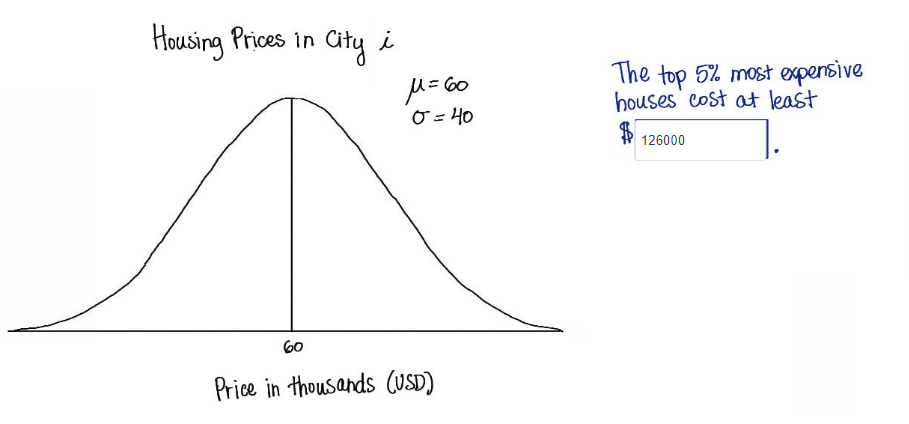 Housing Prices in City i
μ = 60
σ = 40
60
Price in thousands (USD)
The top 5% most expensive
houses cost at least
$ 126000 .